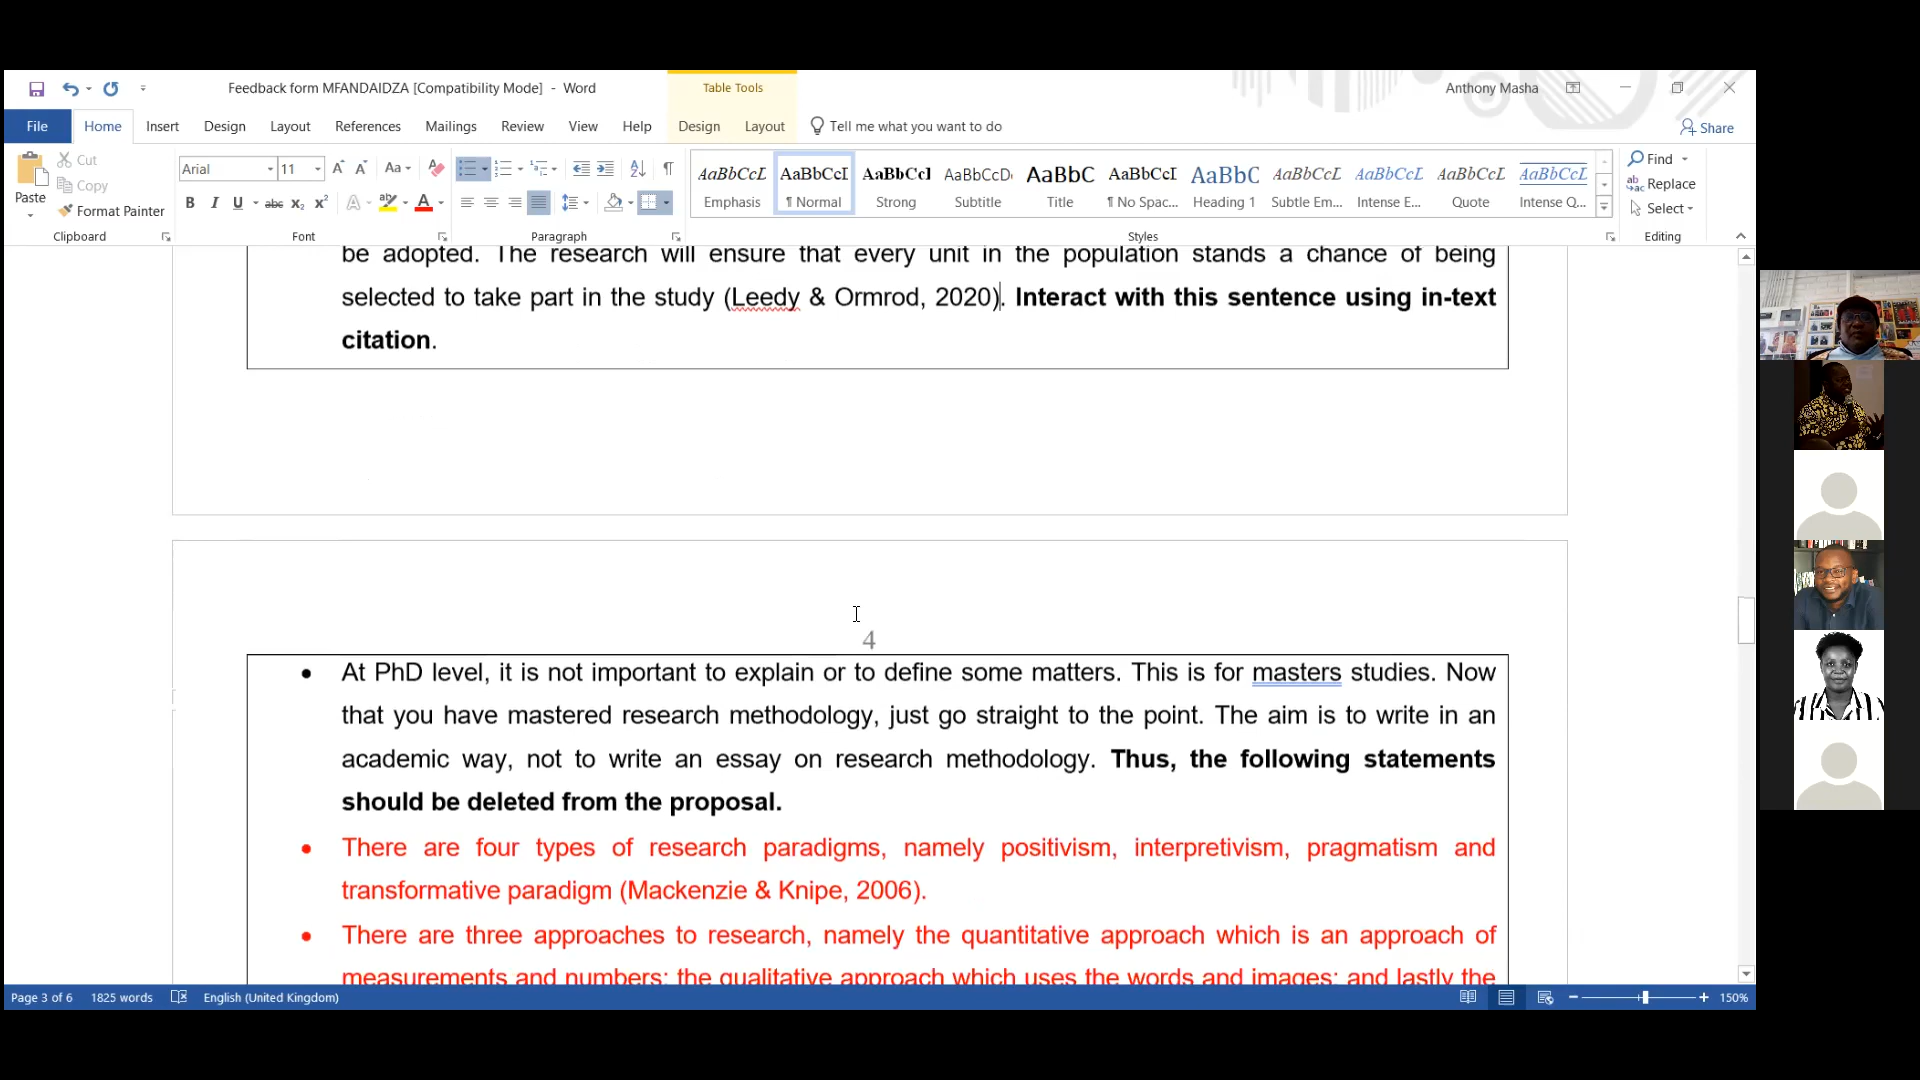 Feedback form MFANDAIDZA [Compatibility Mode] - Word
Table Tools
Anthony Masha
File Home Insert Design Layout References Mailings Review View Help Design Layout Tell me what you want to do Share
Paste
Cut
Copy
Format Painter
Clipboard
Arial 11
Font
Paragraph
AaBbCcL AaBbCcI AaBbCcI AaBbCcD AaBbC AaBbCcI AaBbC AaBbCcL AaBbCcL AaBbCcL AaBbCcL
Emphasis ¶ Normal Strong Subtitle Title ¶ No Spac... Heading 1 Subtle Em... Intense E... Quote Intense Q...
Styles
Find
Replace
Select
Editing
be adopted. The research will ensure that every unit in the population stands a chance of being
selected to take part in the study (Leedy & Ormrod, 2020). Interact with this sentence using in-text
citation.
4
At PhD level, it is not important to explain or to define some matters. This is for masters studies. Now
that you have mastered research methodology, just go straight to the point. The aim is to write in an
academic way, not to write an essay on research methodology. Thus, the following statements
should be deleted from the proposal.
There are four types of research paradigms, namely positivism, interpretivism, pragmatism and
transformative paradigm (Mackenzie & Knipe, 2006).
There are three approaches to research, namely the quantitative approach which is an approach of
measurements and numbers; the qualitative approach which uses the words and images; and lastly the
Page 3 of 6 1825 words English (United Kingdom) 150%